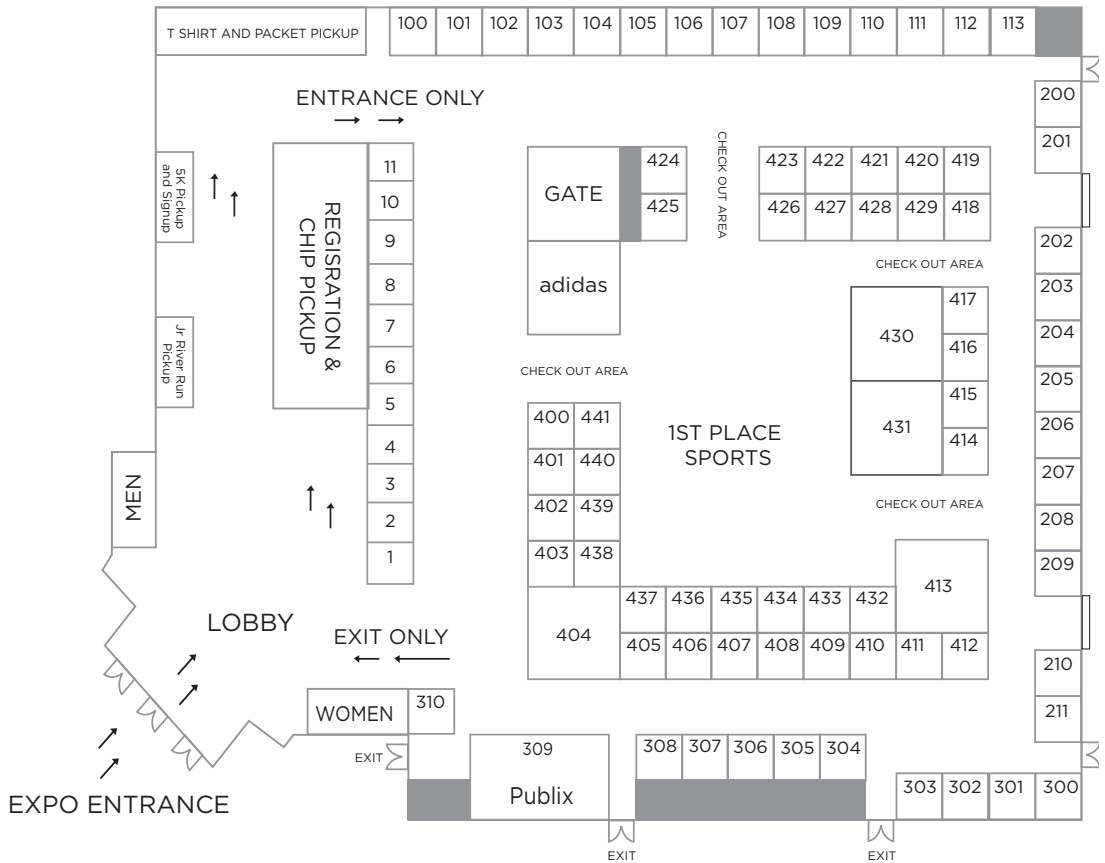 T SHIRT AND PACKET PICKUP
100 101 102 103 104 105 106 107 108 109 110 111 112 113
ENTRANCE ONLY
200
201
202
203
204
205
206
207
208
209
210
211
5K Pickup
and Signup
Jr River Run
Pickup
REGISRATION &
CHIP PICKUP
11
10
9
8
7
6
5
4
3
2
1
GATE
adidas
424
425
CHECK OUT AREA
423 422 421 420 419
426 427 428 429 418
CHECK OUT AREA
430
431
417
416
415
414
CHECK OUT AREA
CHECK OUT AREA
400 441
401 440
402 439
403 438
404
1ST PLACE
SPORTS
413
437 436 435 434 433 432
405 406 407 408 409 410 411 412
MEN
LOBBY
EXIT ONLY
WOMEN
310
EXIT
309
Publix
308 307 306 305 304
303 302 301 300
EXPO ENTRANCE
EXIT
EXIT